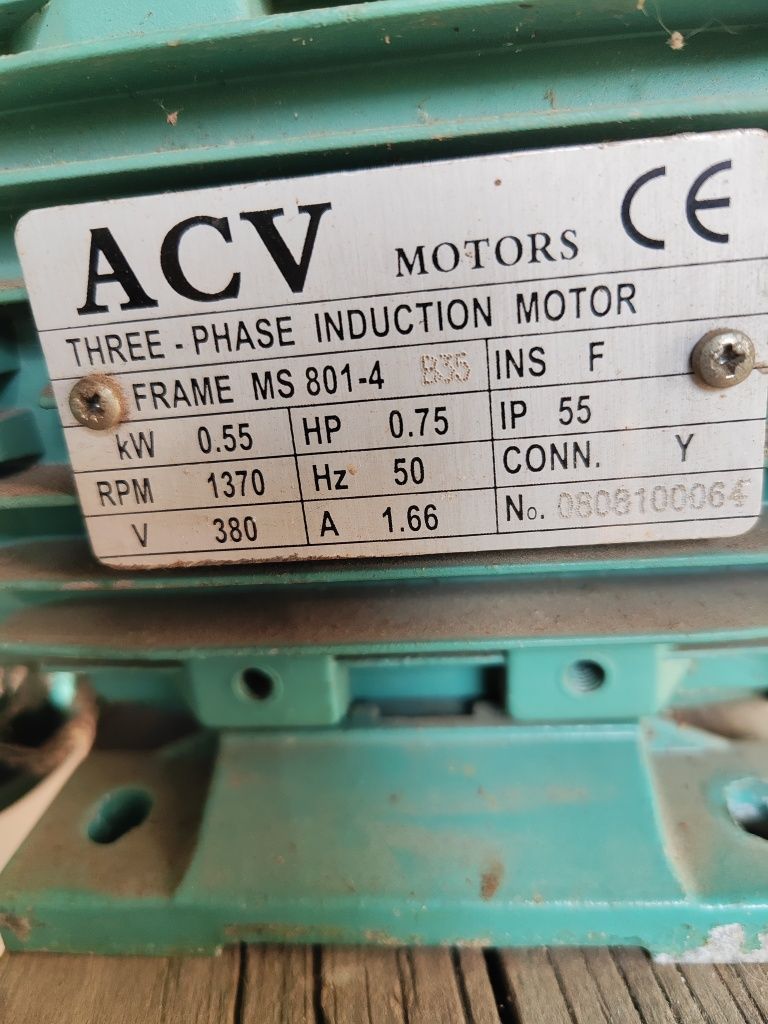 ACV MOTORS CE
THREE - PHASE INDUCTION MOTOR
FRAME MS 801-4 B35 INS F
kW 0.55 HP 0.75 IP 55
RPM 1370 Hz 50 CONN. Y
V 380 A 1.66 No.